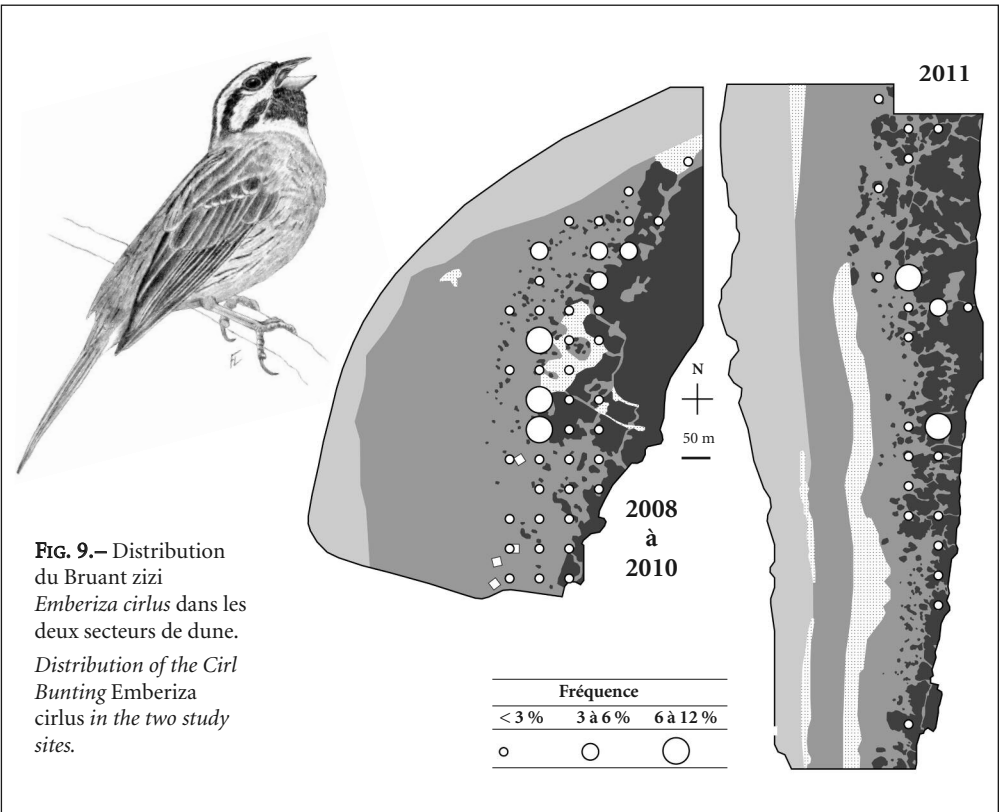 2011
N
50 m
2008
à
2010
FIG. 9.– Distribution
du Bruant zizi
Emberiza cirlus dans les
deux secteurs de dune.
Distribution of the Cirl
Bunting Emberiza
cirlus in the two study
sites.
Fréquence
< 3 % 3 à 6 % 6 à 12 %